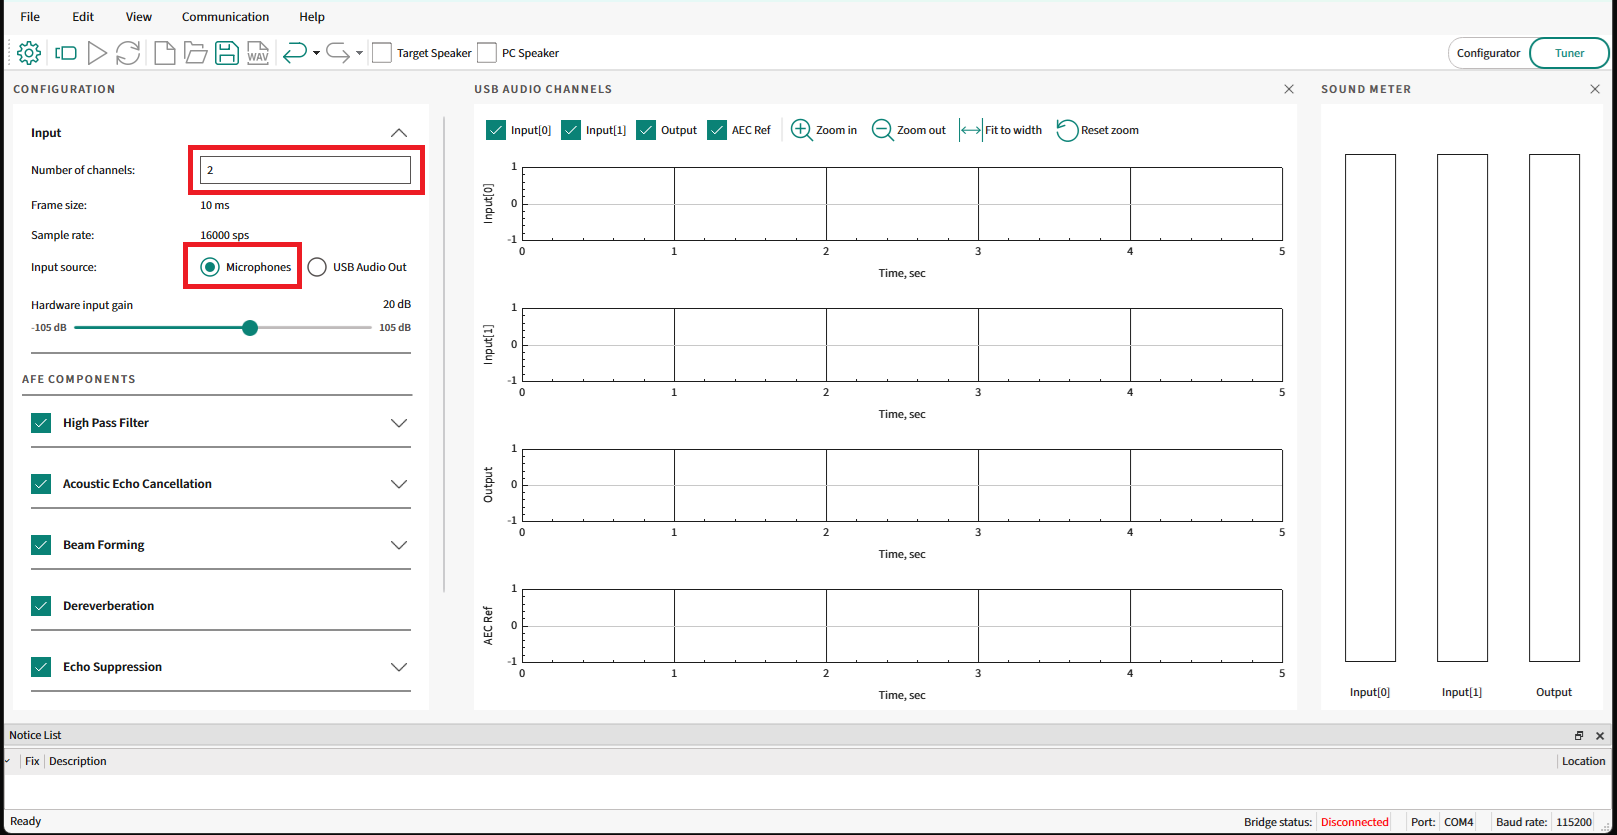 File Edit View Communication Help
WAV Target Speaker PC Speaker Configurator Tuner
CONFIGURATION
Input
Number of channels: 2
Frame size: 10 ms
Sample rate: 16000 sps
Input source: Microphones USB Audio Out
Hardware input gain 20 dB
-105 dB 105 dB
AFE COMPONENTS
High Pass Filter
Acoustic Echo Cancellation
Beam Forming
Dereverberation
Echo Suppression
USB AUDIO CHANNELS
Input[0] Input[1] Output AEC Ref Zoom in Zoom out Fit to width Reset zoom
Input[0]
1
0
-1
0 1 2 3 4 5
Time, sec
Input[1]
1
0
-1
0 1 2 3 4 5
Time, sec
Output
1
0
-1
0 1 2 3 4 5
Time, sec
AEC Ref
1
0
-1
0 1 2 3 4 5
Time, sec
SOUND METER
Input[0] Input[1] Output
Notice List
Fix Description Location
Ready Bridge status: Disconnected Port: COM4 Baud rate: 115200